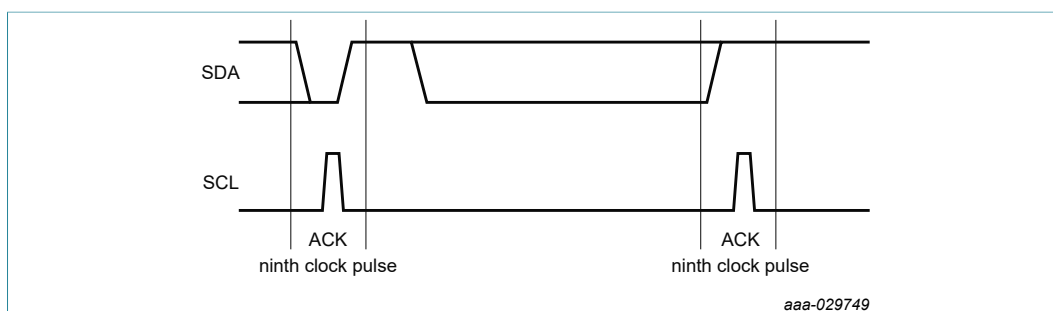 SDA
SCL
ACK
ninth clock pulse
ACK
ninth clock pulse
aaa-029749